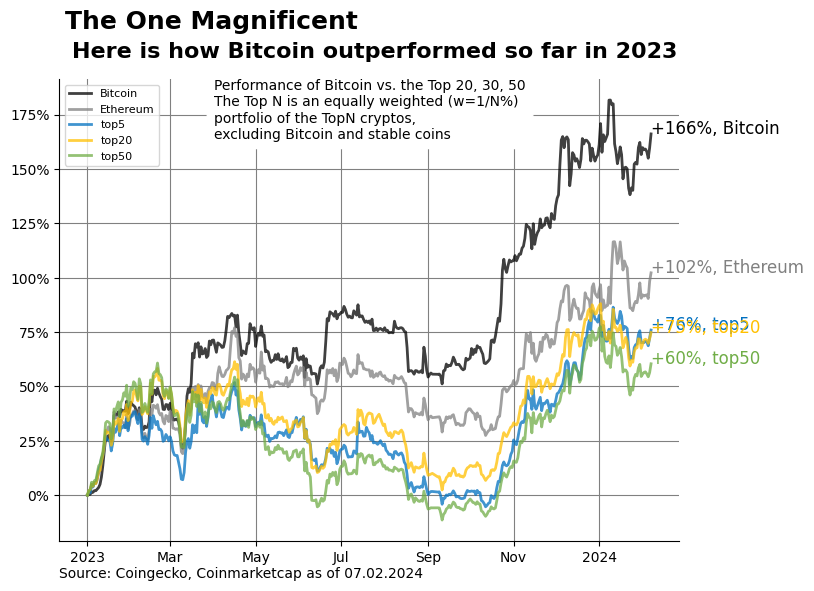 The One Magnificent
Here is how Bitcoin outperformed so far in 2023
Bitcoin
Ethereum
top5
top20
top50
Performance of Bitcoin vs. the Top 20, 30, 50
The Top N is an equally weighted (w=1/N%)
portfolio of the TopN cryptos,
excluding Bitcoin and stable coins
175%
150%
125%
100%
75%
50%
25%
0%
+166%, Bitcoin
+102%, Ethereum
+76%, top5
top20
+60%, top50
2023 Mar May Jul Sep Nov 2024
Source: Coingecko, Coinmarketcap as of 07.02.2024